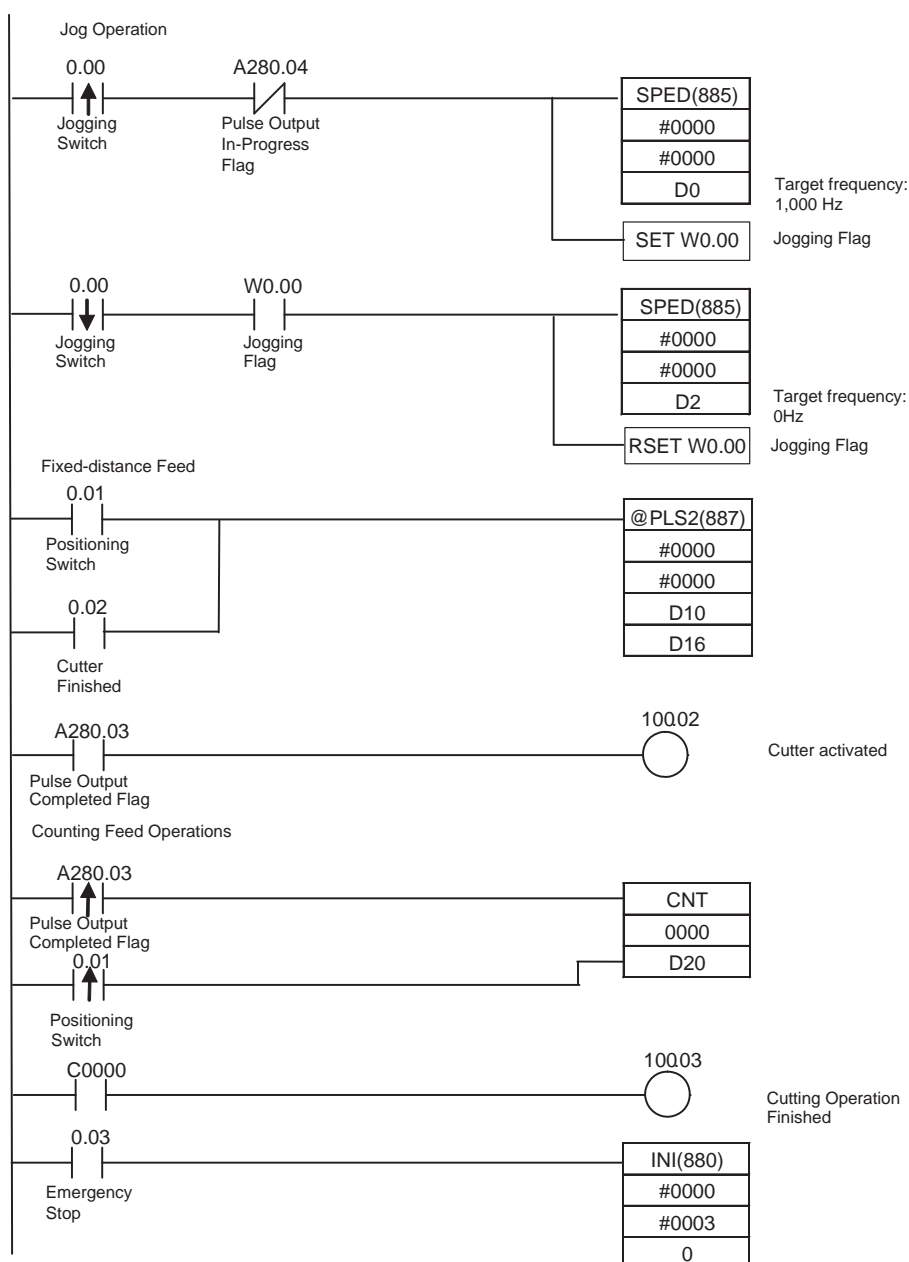 Jog Operation
0.00
A280.04
Jogging
Switch
Pulse Output
In-Progress
Flag
SPED(885)
#0000
#0000
D0
Target frequency:
1,000 Hz
SET W0.00
Jogging Flag
0.00
W0.00
Jogging
Switch
Jogging
Flag
SPED(885)
#0000
#0000
D2
Target frequency:
0Hz
RSET W0.00
Jogging Flag
Fixed-distance Feed
0.01
Positioning
Switch
@PLS2(887)
#0000
#0000
D10
D16
0.02
Cutter
Finished
A280.03
Pulse Output
Completed Flag
100.02
Cutter activated
Counting Feed Operations
A280.03
Pulse Output
Completed Flag
CNT
0000
D20
0.01
Positioning
Switch
C0000
100.03
Cutting Operation
Finished
0.03
Emergency
Stop
INI(880)
#0000
#0003
0